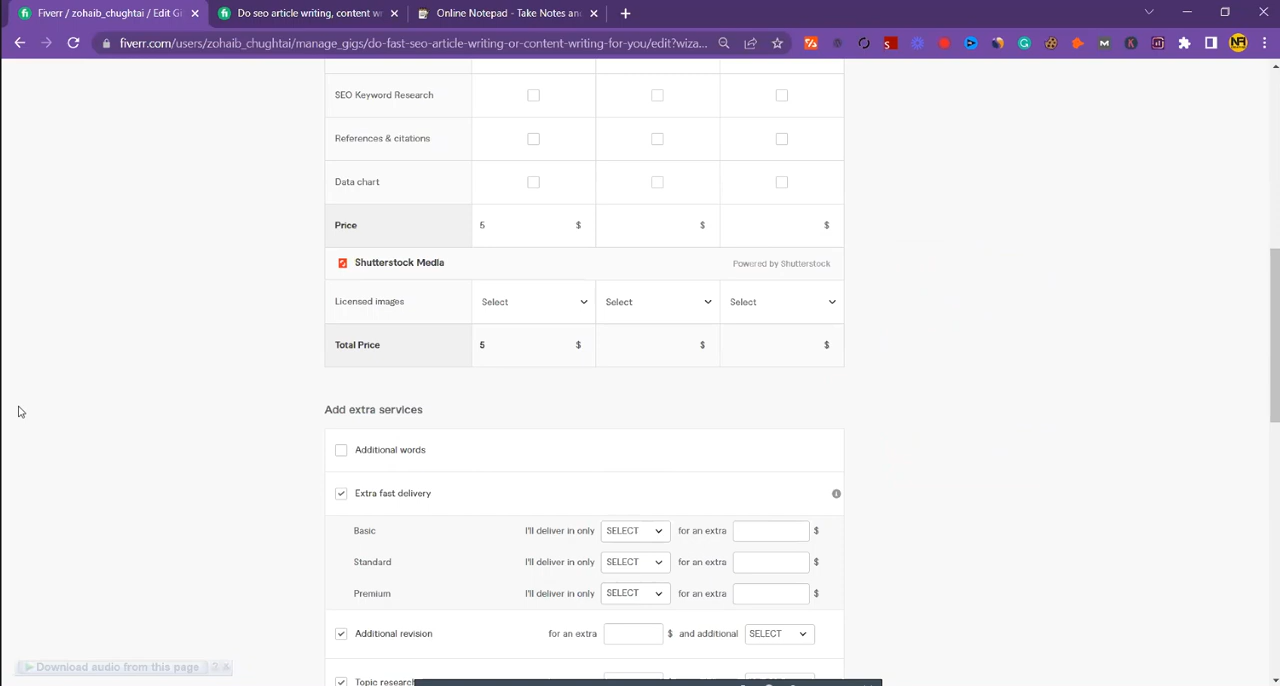 Fiverr / zohaib_chughtai / Edit Gi
Do seo article writing, content w
Online Notepad - Take Notes an
fiverr.com/users/zohaib_chughtai/manage_gigs/do-fast-seo-article-writing-or-content-writing-for-you/edit?wiza...
SEO Keyword Research
References & citations
Data chart
Price 5 $ $ $
Shutterstock Media Powered by Shutterstock
Licensed images Select Select Select
Total Price 5 $ $ $
Add extra services
Additional words
Extra fast delivery
Basic I'll deliver in only SELECT for an extra $
Standard I'll deliver in only SELECT for an extra $
Premium I'll deliver in only SELECT for an extra $
Additional revision for an extra $ and additional SELECT
Download audio from this page ? x
Topic research